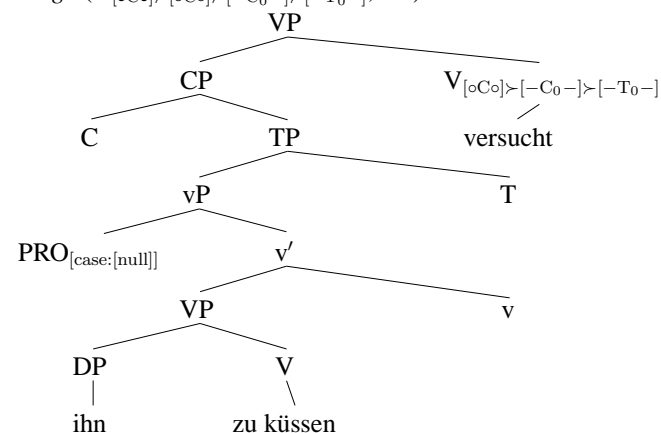 VP
CP V[∘C∘]≻[−C₀−]≻[−T₀−]
C TP versucht
vP T
PRO[case:[null]] v′
VP v
DP V
ihn zu küssen